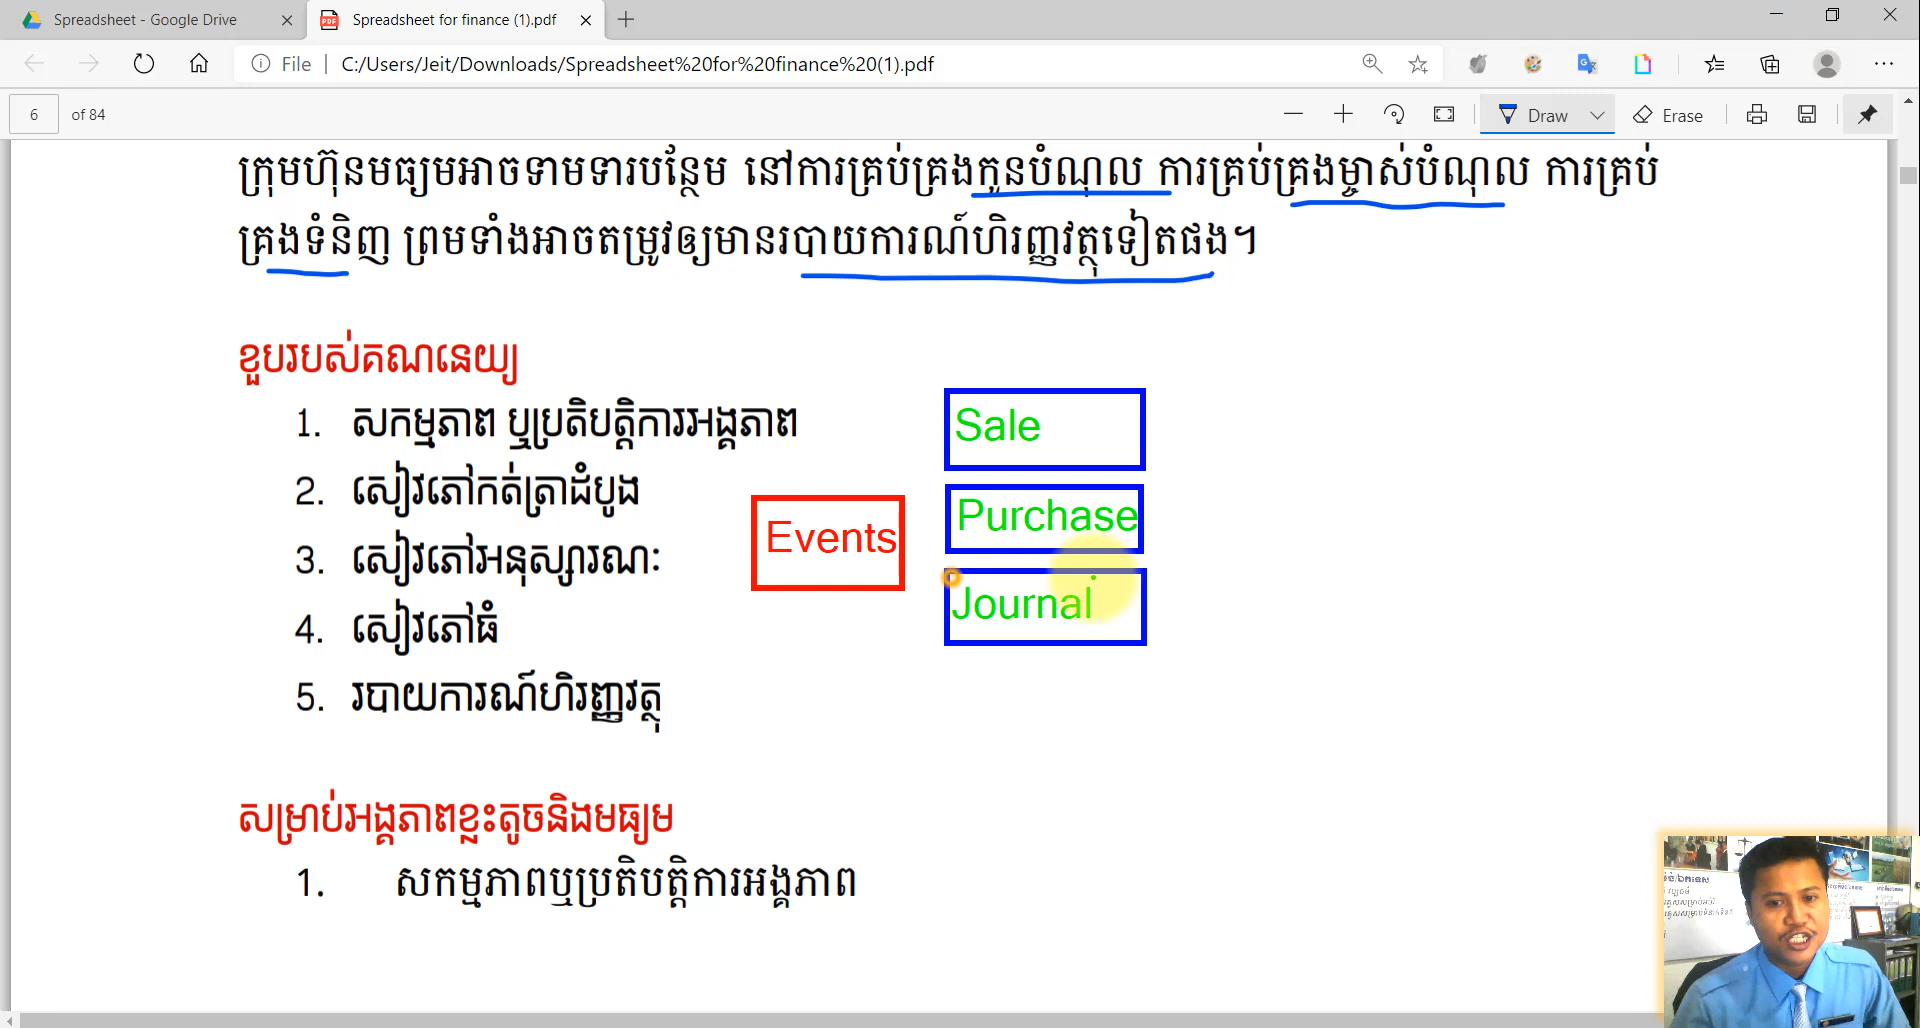 Spreadsheet - Google Drive
Spreadsheet for finance (1).pdf
File
C:/Users/Jeit/Downloads/Spreadsheet%20for%20finance%20(1).pdf
6
of 84
Draw
Erase
ក្រុមហ៊ុនមធ្យមអាចទាមទារបន្ថែម នៅការគ្រប់គ្រងកូនបំណុល ការគ្រប់គ្រងម្ចាស់បំណុល ការគ្រប់
គ្រងទំនិញ ព្រមទាំងអាចតម្រូវឲ្យមានរបាយការណ៍ហិរញ្ញវត្ថុទៀតផង។
ខួបរបស់គណនេយ្យ
1. សកម្មភាព ឬប្រតិបត្តិការអង្គភាព
2. សៀវភៅកត់ត្រាដំបូង
3. សៀវភៅអនុស្សារណៈ
4. សៀវភៅធំ
5. របាយការណ៍ហិរញ្ញវត្ថុ
Events
Sale
Purchase
Journal
សម្រាប់អង្គភាពខ្នះតូចនិងមធ្យម
1. សកម្មភាពឬប្រតិបត្តិការអង្គភាព